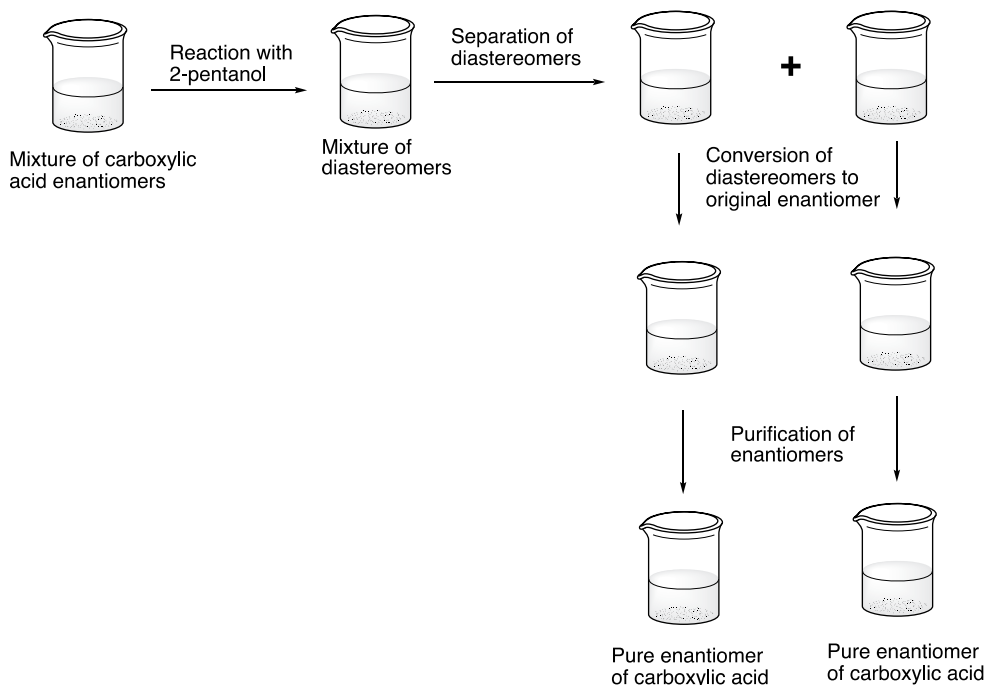 Reaction with
2-pentanol
Separation of
diastereomers
+
Mixture of carboxylic
acid enantiomers
Mixture of
diastereomers
Conversion of
diastereomers to
original enantiomer
Purification of
enantiomers
Pure enantiomer
of carboxylic acid
Pure enantiomer
of carboxylic acid